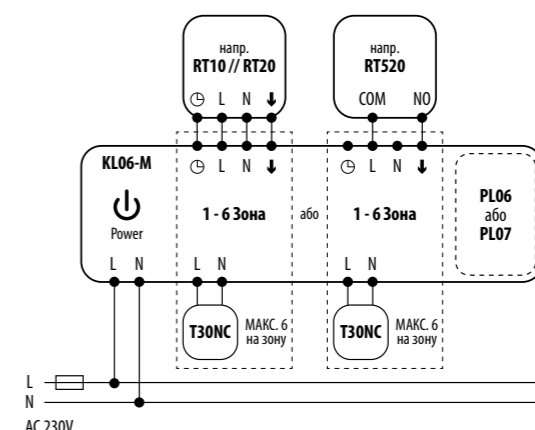 напр.
RT10 // RT20
L N
напр.
RT520
COM NO
KL06-M
Power
L N
L N
1 - 6 Зона
L N
або
L N
1 - 6 Зона
L N
PL06
або
PL07
T30NC
МАКС. 6
на зону
T30NC
МАКС. 6
на зону
L
N
AC 230V